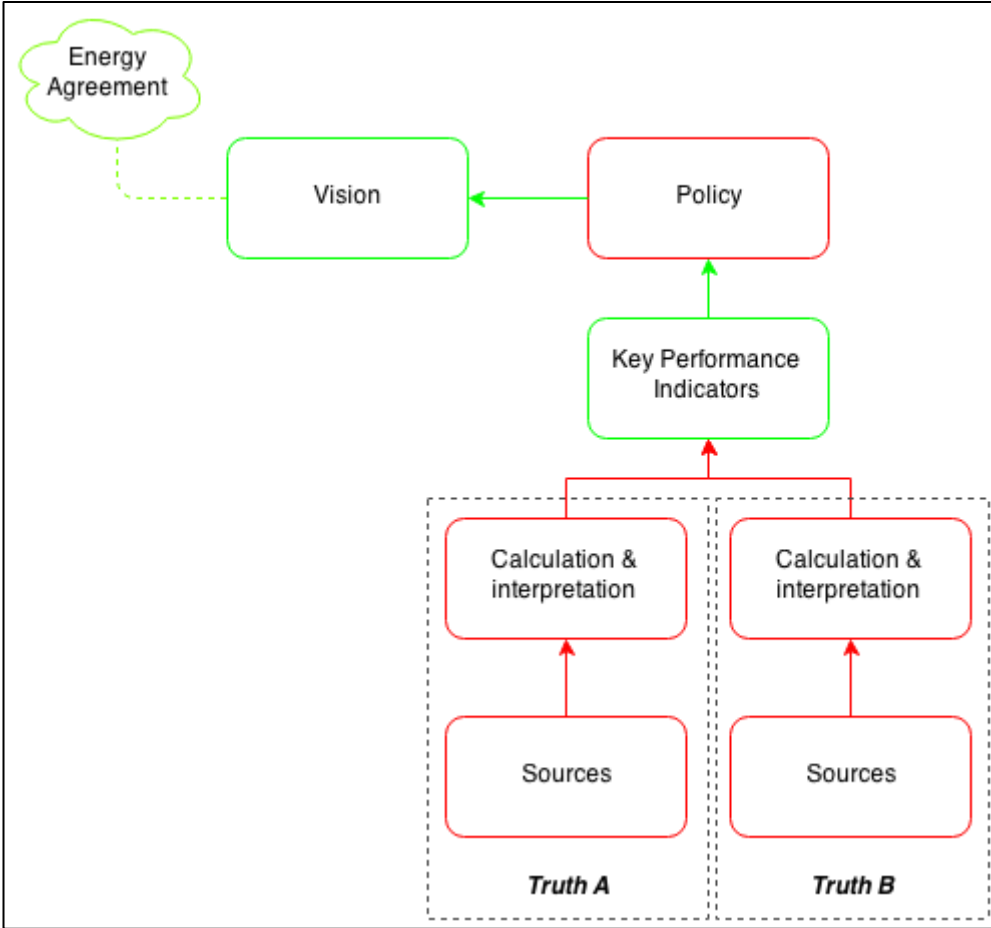 Energy
Agreement
Vision
Policy
Key Performance
Indicators
Calculation &
interpretation
Calculation &
interpretation
Sources
Sources
Truth A
Truth B